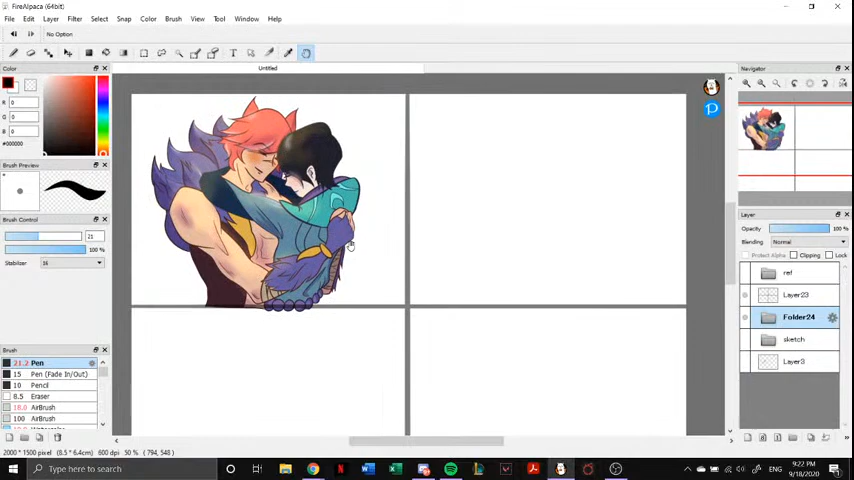 FireAlpaca (64bit)
File Edit Layer Filter Select Snap Color Brush View Tool Window Help
No Option
Untitled
Color
R 0
G 0
B 0
#000000
Brush Preview
Brush Control
21
100 %
Stabilizer 16
Brush
21.2 Pen
15 Pen (Fade In/Out)
10 Pencil
8.5 Eraser
18.0 AirBrush
100 AirBrush
Navigator
Layer
Opacity 100 %
Blending Normal
Protect Alpha Clipping Lock
ref
Layer23
Folder24
sketch
Layer3
2000 * 1500 pixel (8.5 * 6.4cm) 600 dpi 50 % ( 794, 548 )
Type here to search
ENG
9:22 PM
9/18/2020